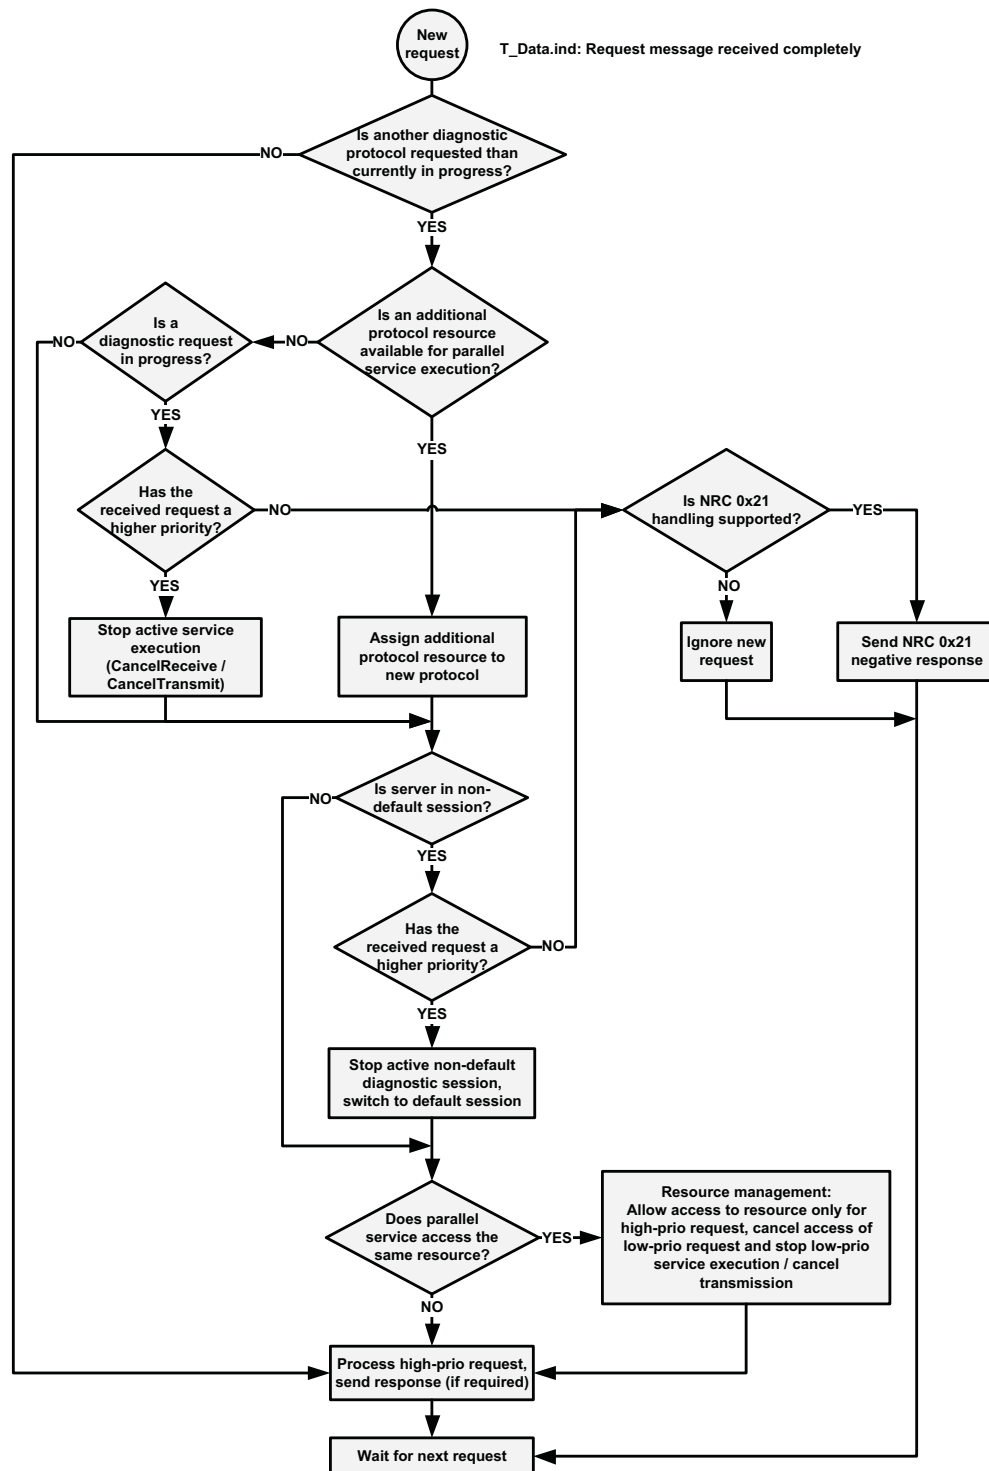 New
request
T_Data.ind: Request message received completely
Is another diagnostic
protocol requested than
currently in progress?
NO
YES
Is an additional
protocol resource
available for parallel
service execution?
NO
Is a
diagnostic request
in progress?
NO
YES
YES
Has the
received request a
higher priority?
NO
Is NRC 0x21
handling supported?
YES
YES
NO
Stop active service
execution
(CancelReceive /
CancelTransmit)
Assign additional
protocol resource to
new protocol
Ignore new
request
Send NRC 0x21
negative response
Is server in non-
default session?
NO
YES
Has the
received request a
higher priority?
NO
YES
Stop active non-default
diagnostic session,
switch to default session
Does parallel
service access the
same resource?
YES
Resource management:
Allow access to resource only for
high-prio request, cancel access of
low-prio request and stop low-prio
service execution / cancel
transmission
NO
Process high-prio request,
send response (if required)
Wait for next request